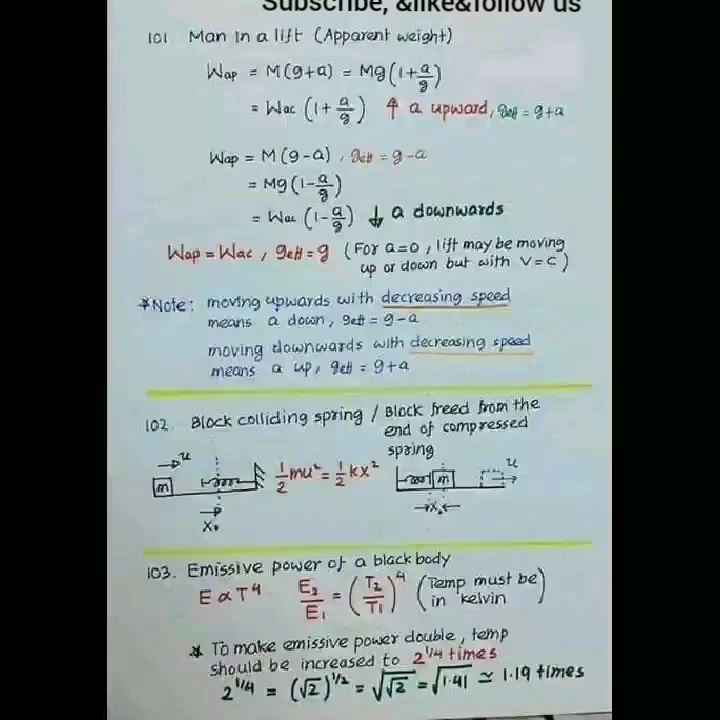 Subscribe, &like&follow us
101. Man in a lift (Apparent weight)
Wap = M(g+a) = Mg(1+a/g)
= Wac (1+a/g) ↑ a upward, geff = g+a
Wap = M(g-a), geff = g-a
= Mg(1-a/g)
= Wac (1-a/g) ↓ a downwards
Wap = Wac, geff = g (For a=0, lift may be moving
up or down but with V=C)
*Note: moving upwards with decreasing speed
means a down, geff = g-a
moving downwards with decreasing speed
means a up, geff = g+a
102. Block colliding spring / Block freed from the
end of compressed
spring
u
m
x₀
½mu² = ½kx²
m
u
x₀
103. Emissive power of a black body
E ∝ T⁴ E₂/E₁ = (T₂/T₁)⁴ (Temp must be
in kelvin)
* To make emissive power double, temp
should be increased to 2^1/4 times
2^1/4 = (√2)^1/2 = √√2 = √1.41 ≃ 1.19 times